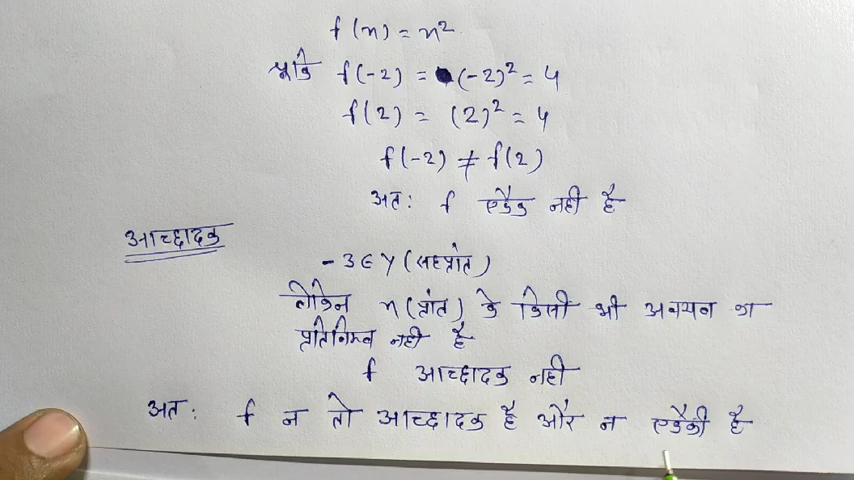 f(x) = x²
चूंकि f(-2) = (-2)² = 4
f(2) = (2)² = 4
f(-2) ≠ f(2)
अत: f एकैक नही है
आच्छादक
-3∈Y (सहप्रांत)
लेकिन x (प्रांत) के किसी भी अवयव का
प्रतिबिम्ब नही है
f आच्छादक नही
अत: f न तो आच्छादक है और न एकैकी है